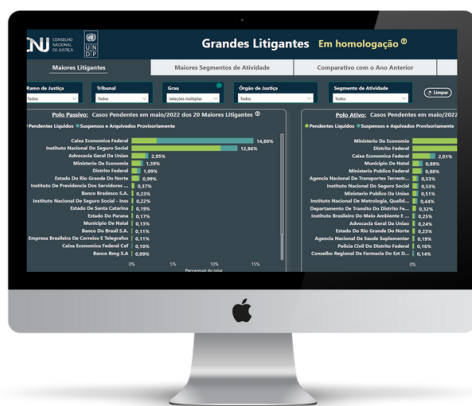 CNJ CONSELHO NACIONAL DE JUSTIÇA
U N D P
Grandes Litigantes Em homologação
Maiores Litigantes
Maiores Segmentos de Atividade
Comparativo com o Ano Anterior
Ramo de Justiça
Todos
Tribunal
Todos
Grau
Seleções múltiplas
Órgão de Justiça
Todos
Segmento de Atividade
Todos
Limpar
Polo Passivo: Casos Pendentes em maio/2022 dos 20 Maiores Litigantes
Pendentes Líquidos Suspensos e Arquivados Provisoriamente
Caixa Economica Federal 14,80%
Instituto Nacional Do Seguro Social 12,86%
Advocacia Geral Da Uniao 2,05%
Ministerio Da Economia 1,39%
Distrito Federal 1,09%
Estado Do Rio Grande Do Norte 0,99%
Instituto De Previdencia Dos Servidores ... 0,37%
Banco Bradesco S.A. 0,23%
Instituto Nacional De Seguro Social - Inss 0,22%
Estado De Santa Catarina 0,19%
Estado Do Parana 0,17%
Municipio De Natal 0,13%
Banco Do Brasil S.A. 0,11%
Empresa Brasileira De Correios E Telegrafos 0,11%
Caixa Economica Federal Cef 0,10%
Banco Bmg S.A 0,09%
0% 5% 10% 15%
Percentual do total
Polo Ativo: Casos Pendentes em maio/2022
Pendentes Líquidos Suspensos e Arquivados Provisoriamente
Ministerio Da Economia
Distrito Federal
Caixa Economica Federal 2,01%
Municipio De Natal 0,89%
Ministerio Publico Federal 0,88%
Agencia Nacional De Transportes Terrest... 0,53%
Instituto Nacional Do Seguro Social 0,53%
Ministerio Publico Da Uniao 0,51%
Instituto Nacional De Metrologia, Qualid... 0,44%
Departamento De Transito Do Distrito Fe... 0,32%
Instituto Brasileiro Do Meio Ambiente E ... 0,25%
Advocacia Geral Da Uniao 0,24%
Estado Do Rio Grande Do Norte 0,23%
Agencia Nacional De Saude Suplementar 0,19%
Policia Civil Do Distrito Federal 0,16%
Conselho Regional De Farmacia Do Est D... 0,14%
0%